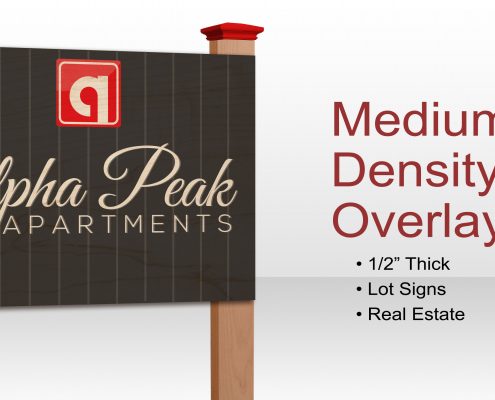 lpha Peak
APARTMENTS
Medium
Density
Overlay
• 1/2” Thick
• Lot Signs
• Real Estate